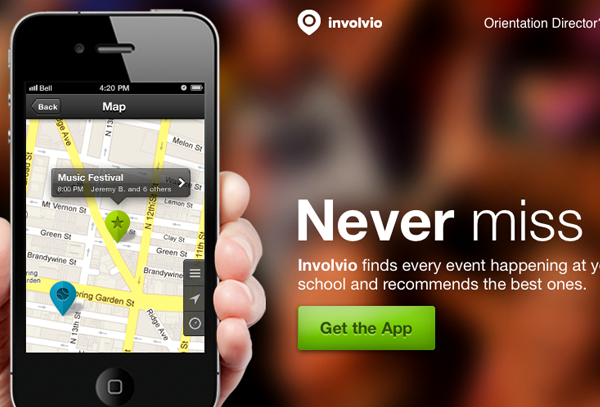 involvio
Orientation Director?
Bell
4:20 PM
Back
Map
Melon St
N 13th
Music Festival
8:00 PM Jeremy B. and 6 others
Mt Vernon St
N 12th St
Green St
Clay St
Green St
11th St
Brandywine St
Brandywine
Spring Garden St
Ridge Ave
N 13th St
Never miss
Involvio finds every event happening at yo
school and recommends the best ones.
Get the App